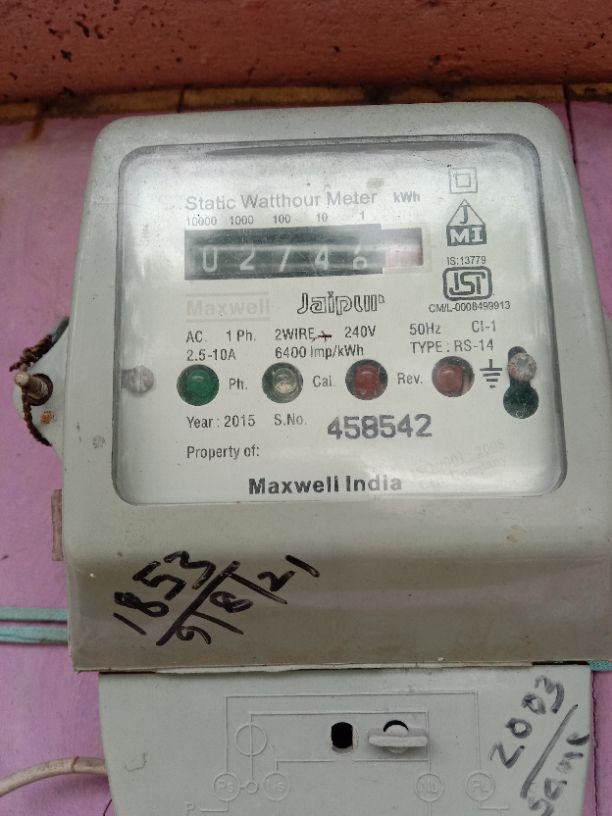 Static Watthour Meter kWh
10000 1000 100 10 1
0 2 7 4 6
J
MI
IS:13779
ISI
CM/L-0008499913
Maxwell Jaipur
AC. 1 Ph. 2WIRE 240V 50Hz Cl-1
2.5-10A 6400 Imp/kWh TYPE : RS-14
Ph. Cal. Rev.
Year : 2015 S.No. 458542
Property of:
Maxwell India
1853
9/8/21
2003
same